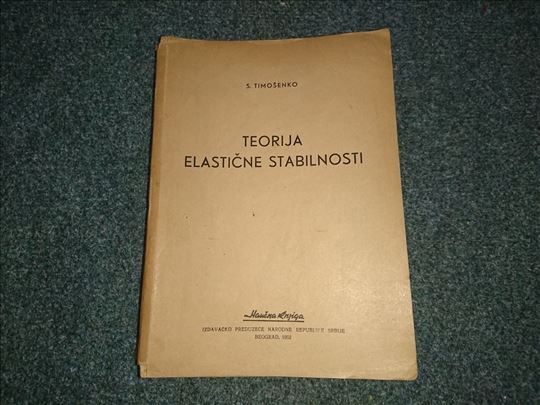 S. TIMOŠENKO
TEORIJA
ELASTIČNE STABILNOSTI
Naučna knjiga
IZDAVAČKO PREDUZEĆE NARODNE REPUBLIKE SRBIJE
BEOGRAD, 1952